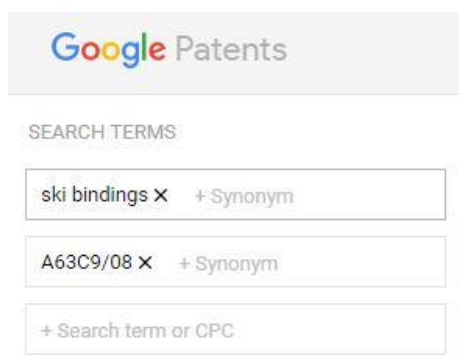 Google Patents
SEARCH TERMS
ski bindings × + Synonym
A63C9/08 × + Synonym
+ Search term or CPC